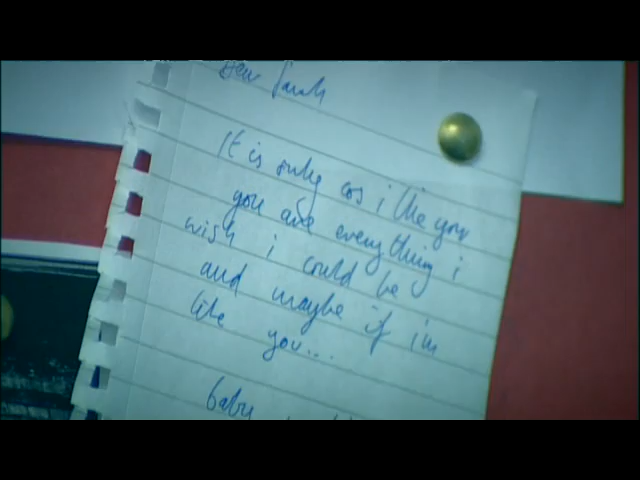 Dear Sarah
It is only cos i like you
you are everything i
wish i could be
and maybe if im
like you...
baby